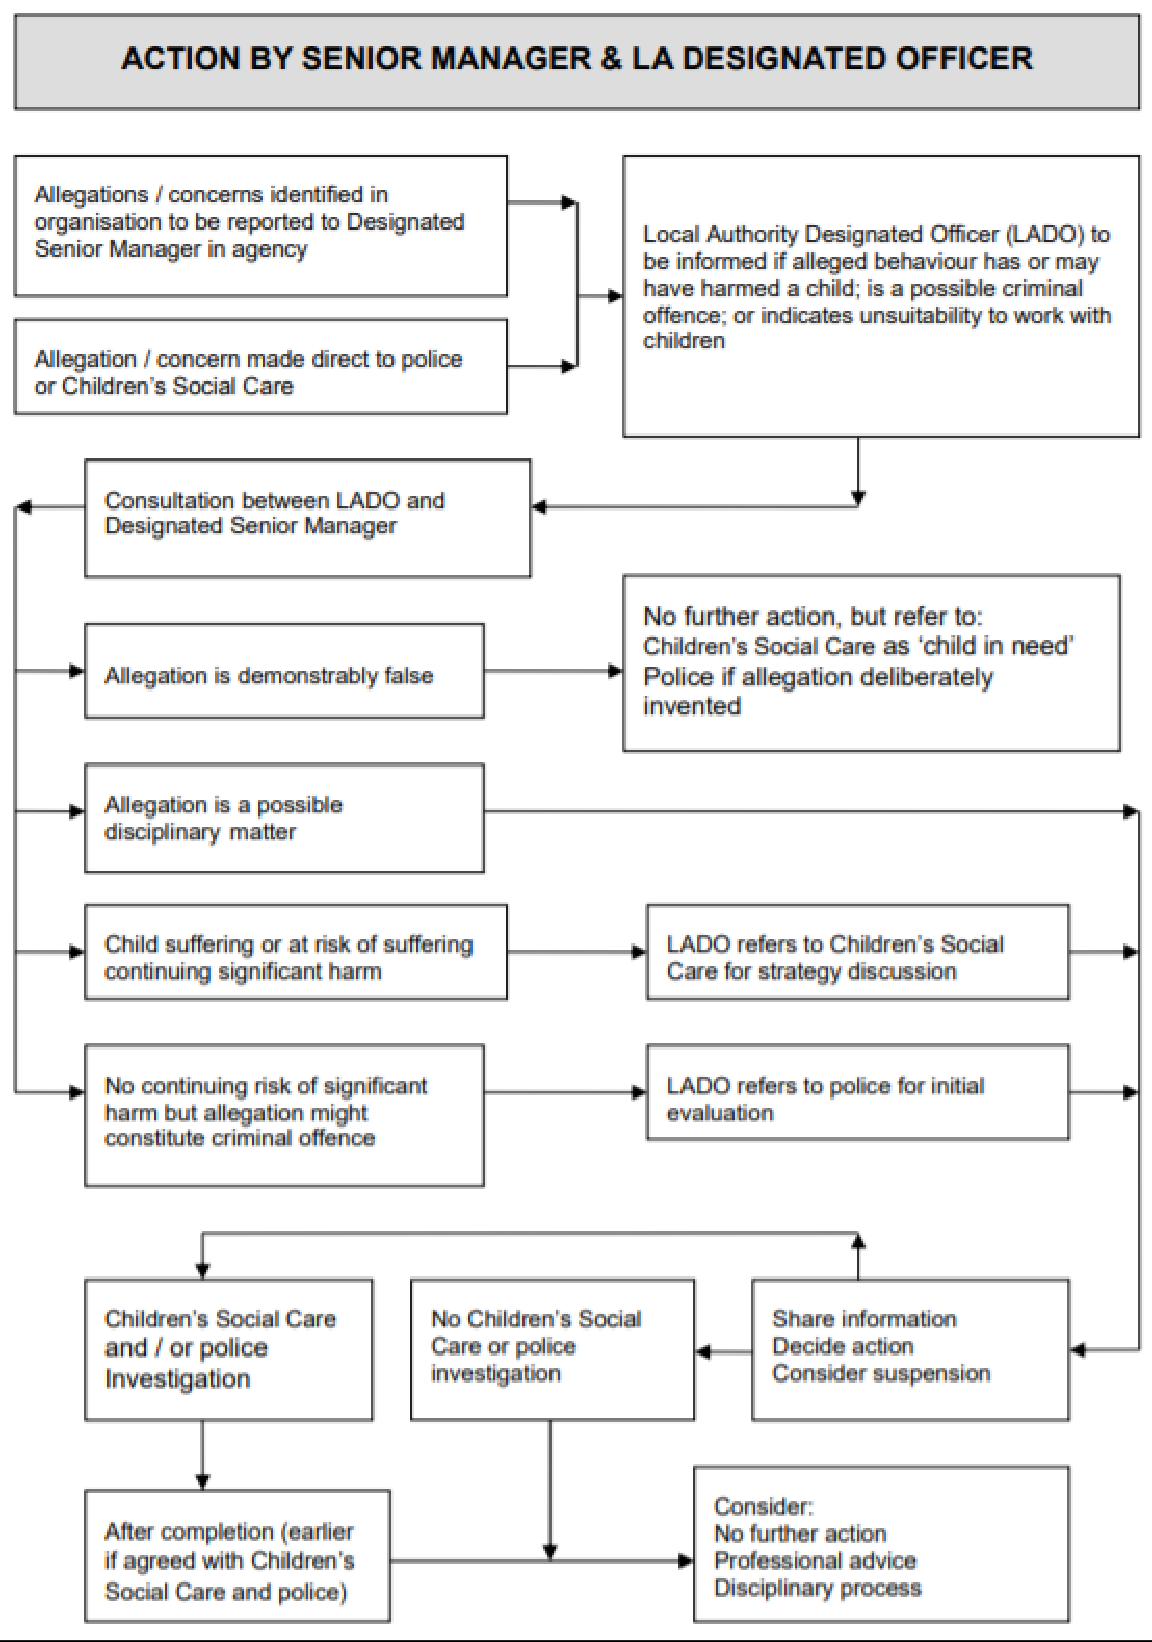 ACTION BY SENIOR MANAGER & LA DESIGNATED OFFICER
Allegations / concerns identified in
organisation to be reported to Designated
Senior Manager in agency
Local Authority Designated Officer (LADO) to
be informed if alleged behaviour has or may
have harmed a child; is a possible criminal
offence; or indicates unsuitability to work with
children
Allegation / concern made direct to police
or Children's Social Care
Consultation between LADO and
Designated Senior Manager
Allegation is demonstrably false
No further action, but refer to:
Children's Social Care as ‘child in need’
Police if allegation deliberately
invented
Allegation is a possible
disciplinary matter
Child suffering or at risk of suffering
continuing significant harm
LADO refers to Children's Social
Care for strategy discussion
No continuing risk of significant
harm but allegation might
constitute criminal offence
LADO refers to police for initial
evaluation
Children's Social Care
and / or police
Investigation
No Children's Social
Care or police
investigation
Share information
Decide action
Consider suspension
After completion (earlier
if agreed with Children's
Social Care and police)
Consider:
No further action
Professional advice
Disciplinary process